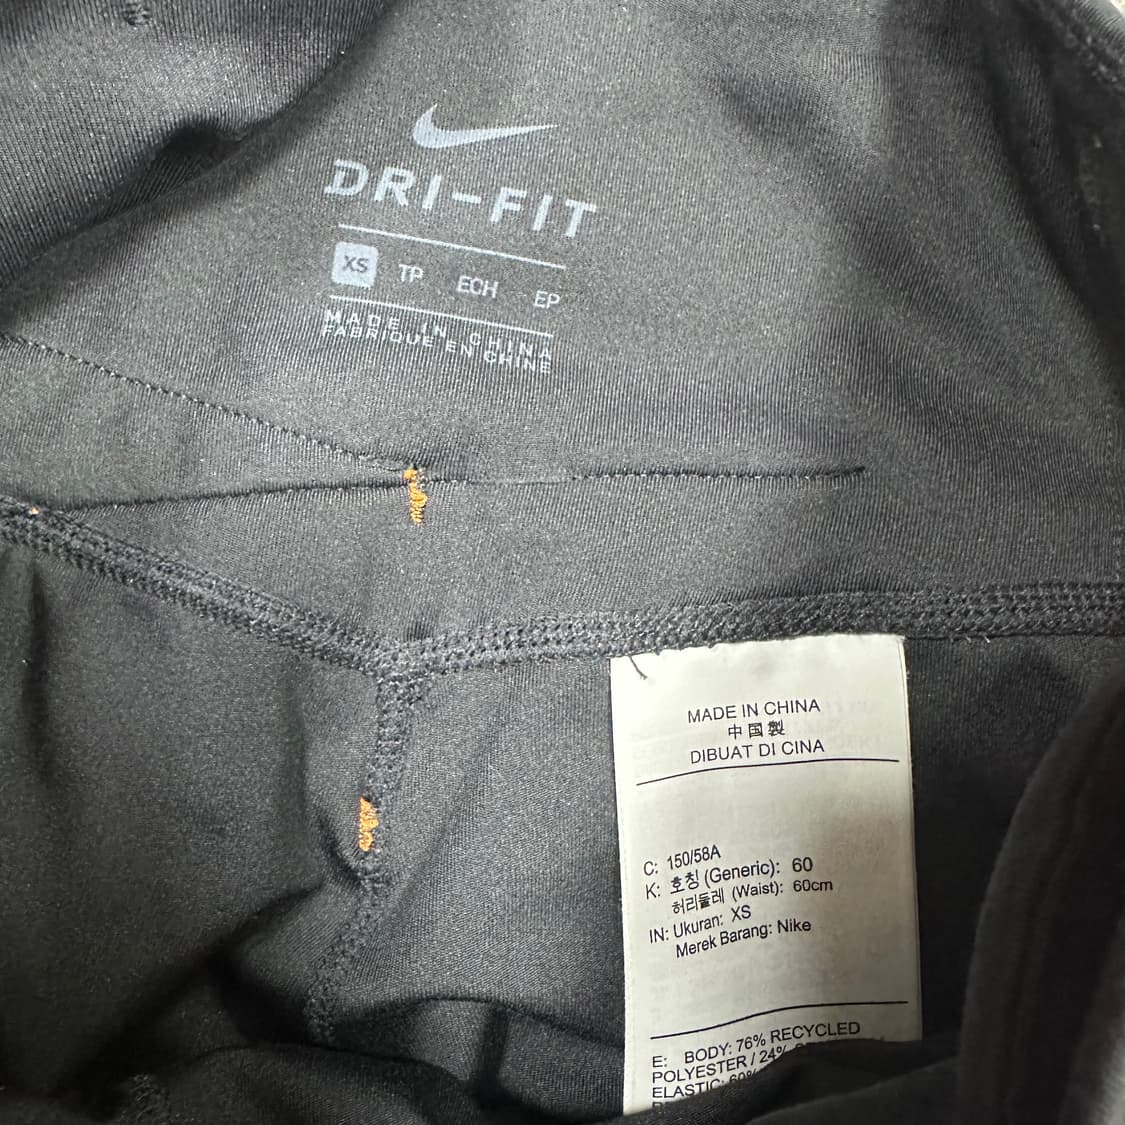 DRI-FIT
XS TP ECH EP
MADE IN CHINA
FABRIQUE EN CHINE
MADE IN CHINA
中国製
DIBUAT DI CINA
C: 150/58A
K: 호칭 (Generic): 60
허리둘레 (Waist): 60cm
IN: Ukuran: XS
Merek Barang: Nike
E: BODY: 76% RECYCLED
POLYESTER / 24%
ELASTIC: 60%